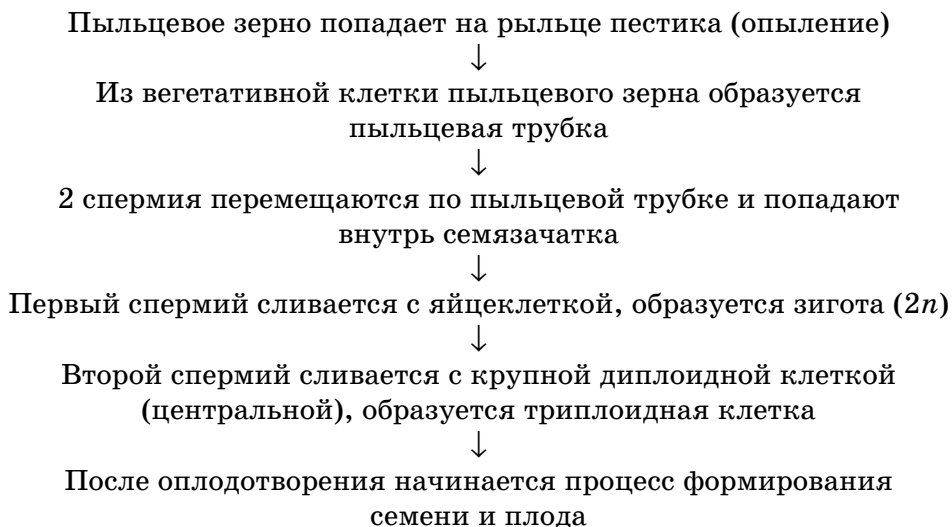 Пыльцевое зерно попадает на рыльце пестика (опыление)
↓
Из вегетативной клетки пыльцевого зерна образуется
пыльцевая трубка
↓
2 спермия перемещаются по пыльцевой трубке и попадают
внутрь семязачатка
↓
Первый спермий сливается с яйцеклеткой, образуется зигота (2n)
↓
Второй спермий сливается с крупной диплоидной клеткой
(центральной), образуется триплоидная клетка
↓
После оплодотворения начинается процесс формирования
семени и плода